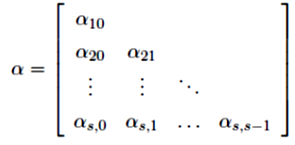 α = [ α₁₀
α₂₀ α₂₁
⋮ ⋮ ⋱
αₛ,₀ αₛ,₁ … αₛ,ₛ₋₁ ]